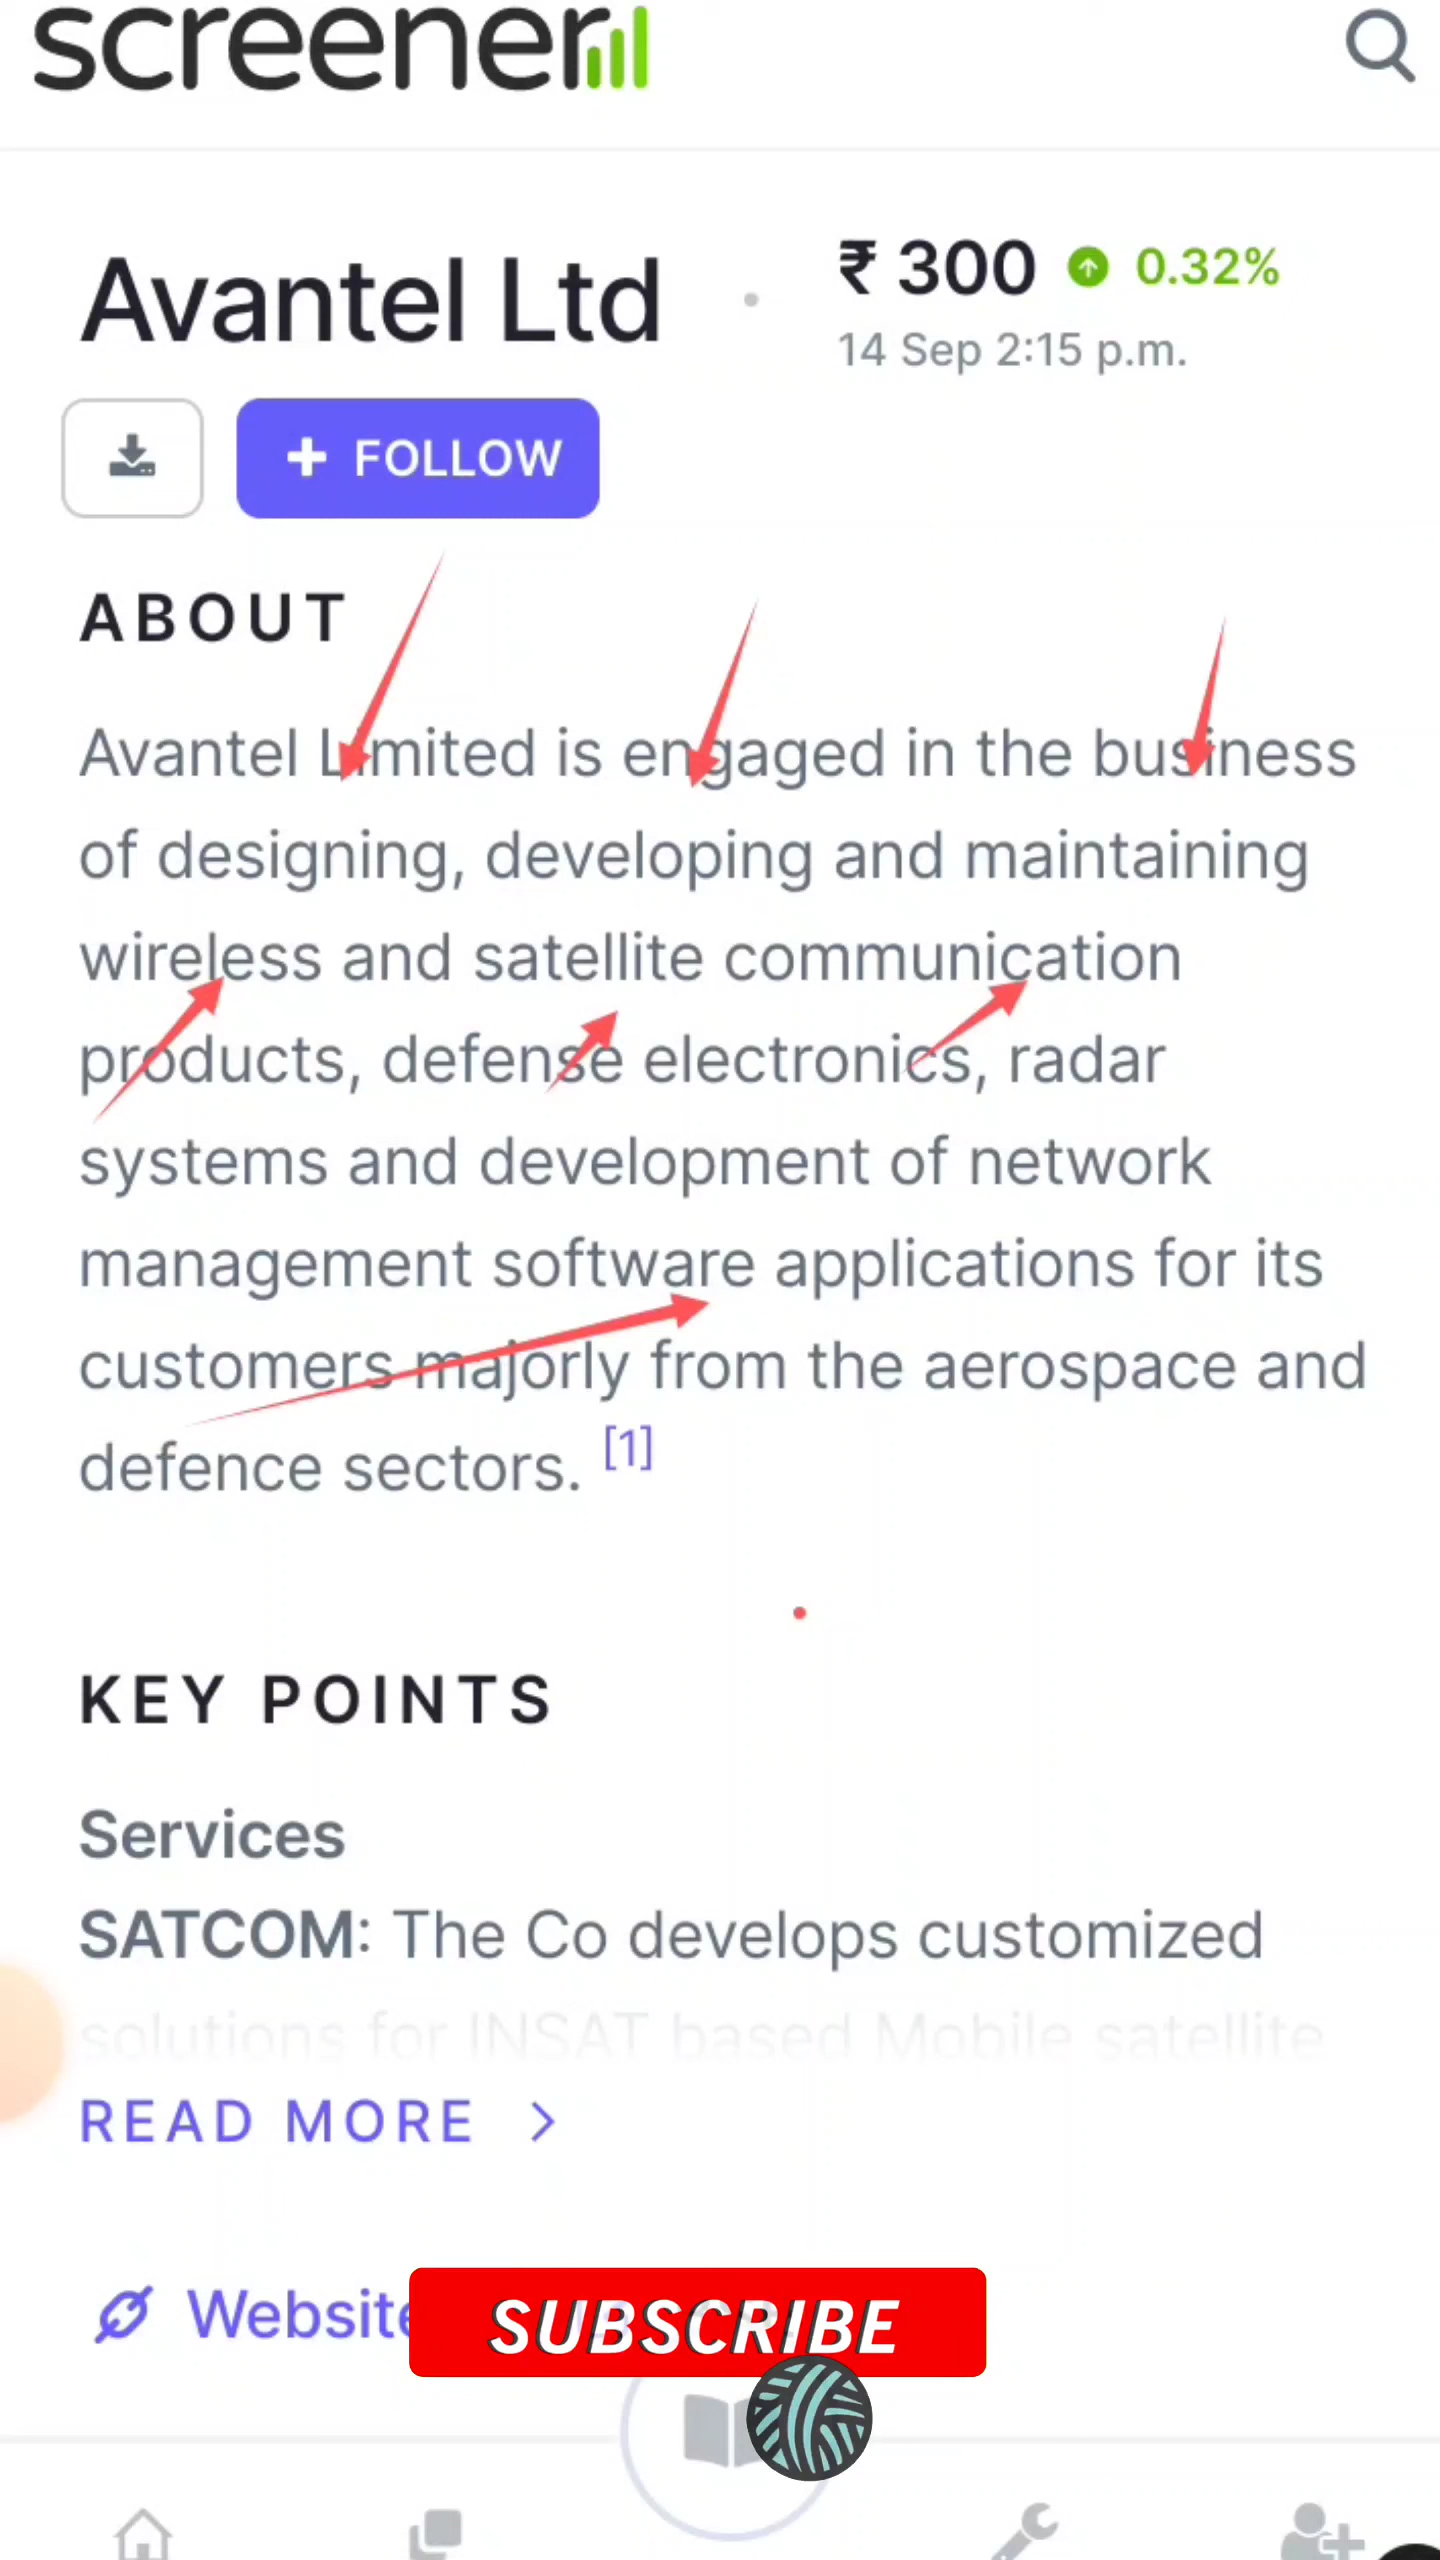 screener
Avantel Ltd
₹ 300 0.32%
14 Sep 2:15 p.m.
FOLLOW
ABOUT
Avantel Limited is engaged in the business
of designing, developing and maintaining
wireless and satellite communication
products, defense electronics, radar
systems and development of network
management software applications for its
customers majorly from the aerospace and
defence sectors. [1]
KEY POINTS
Services
SATCOM: The Co develops customized
solutions for INSAT based Mobile satellite
READ MORE
Website
SUBSCRIBE